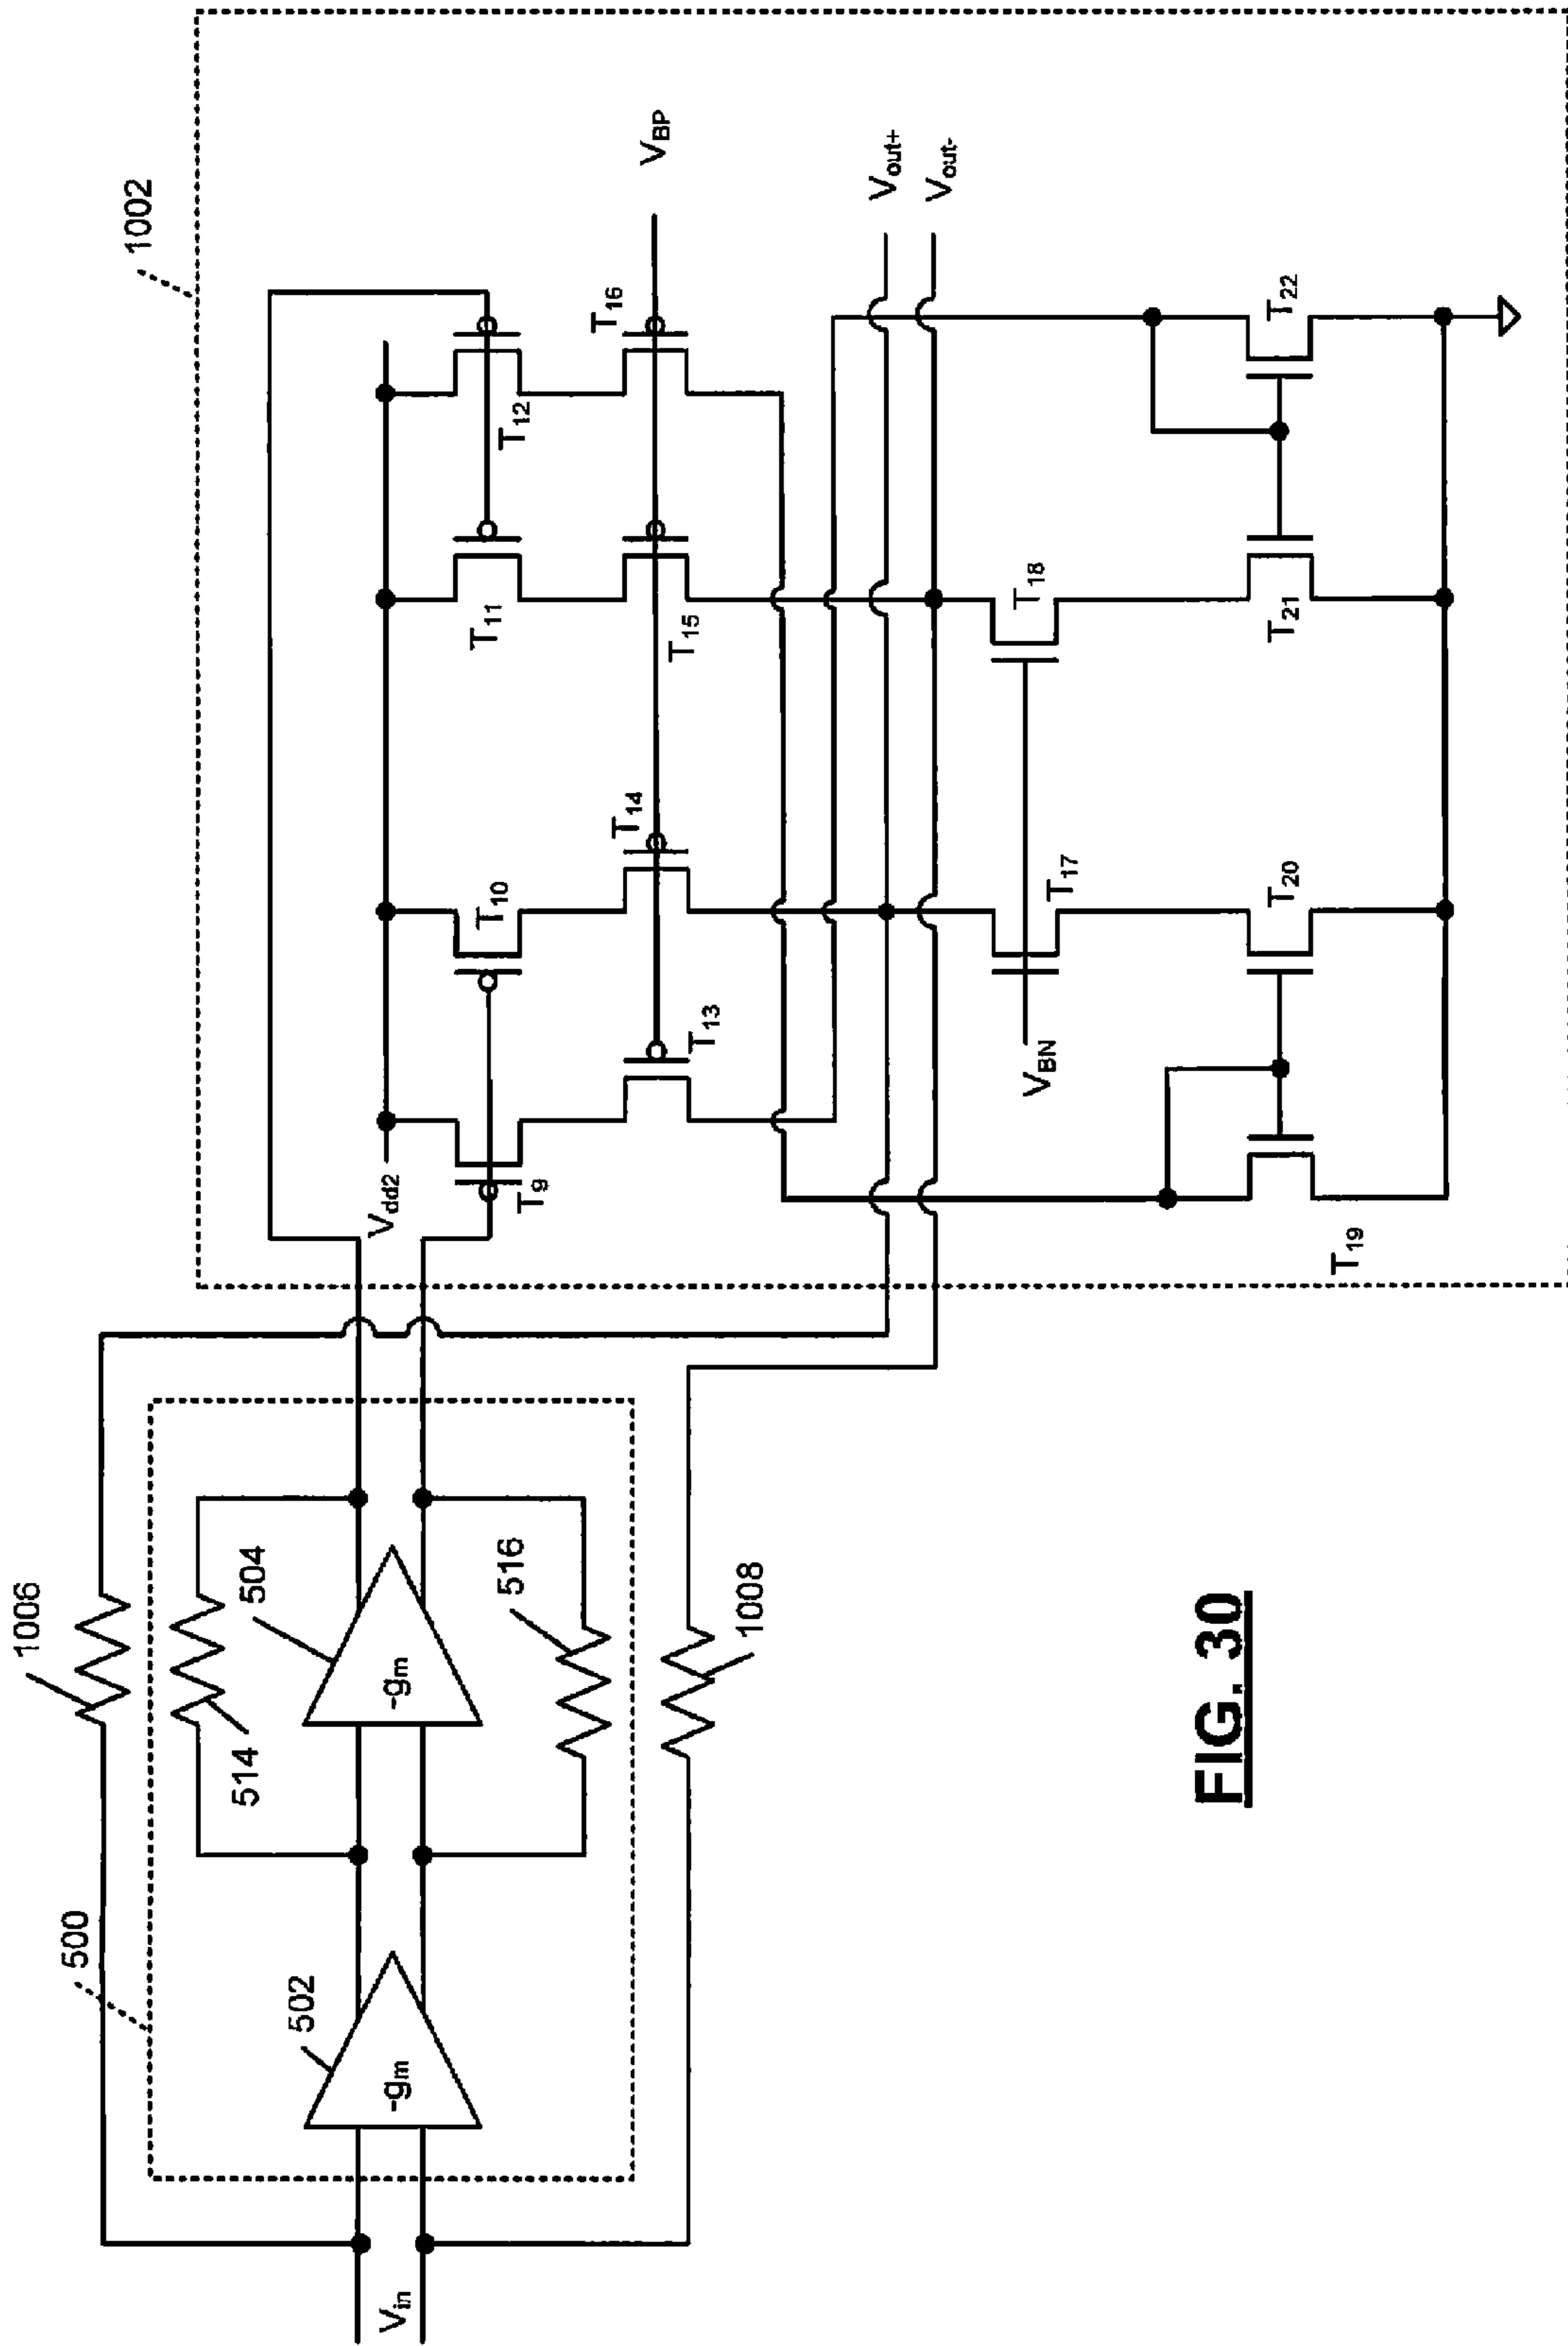 1002
1006
500
514
504
502
-gm
-gm
516
1008
Vin
Vdd2
T9
T10
T11
T12
T13
T14
T15
T16
VBP
Vout+
Vout-
VBN
T17
T18
T19
T20
T21
T22
FIG. 30